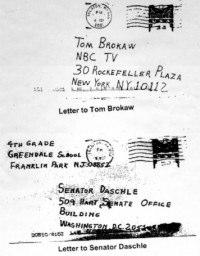 TOM BROKAW
NBC TV
30 ROCKEFELLER PLAZA
NEW YORK NY 10112
Letter to Tom Brokaw
4TH GRADE
GREENDALE SCHOOL
FRANKLIN PARK NJ 08852
SENATOR DASCHLE
509 HART SENATE OFFICE
BUILDING
WASHINGTON DC
Letter to Senator Daschle